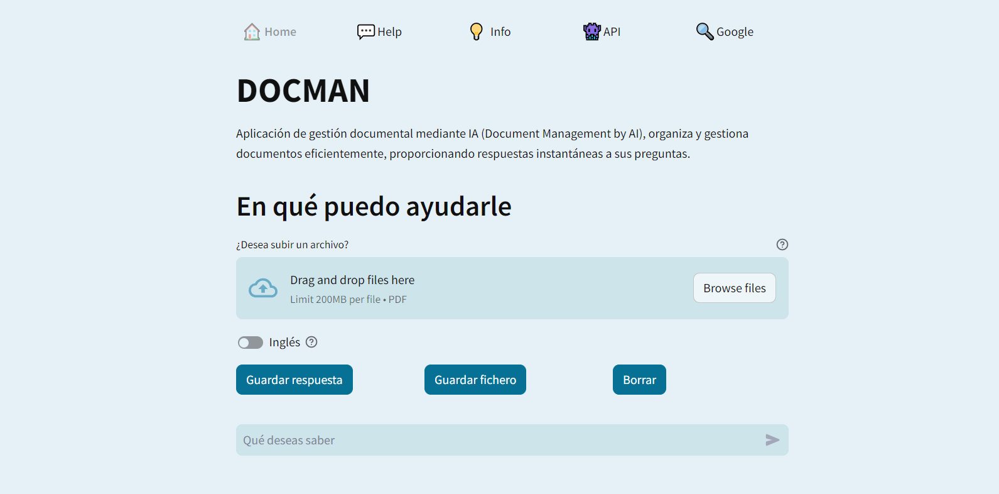 Home Help Info API Google
DOCMAN
Aplicación de gestión documental mediante IA (Document Management by AI), organiza y gestiona
documentos eficientemente, proporcionando respuestas instantáneas a sus preguntas.
En qué puedo ayudarle
¿Desea subir un archivo?
Drag and drop files here
Limit 200MB per file • PDF
Browse files
Inglés
Guardar respuesta Guardar fichero Borrar
Qué deseas saber